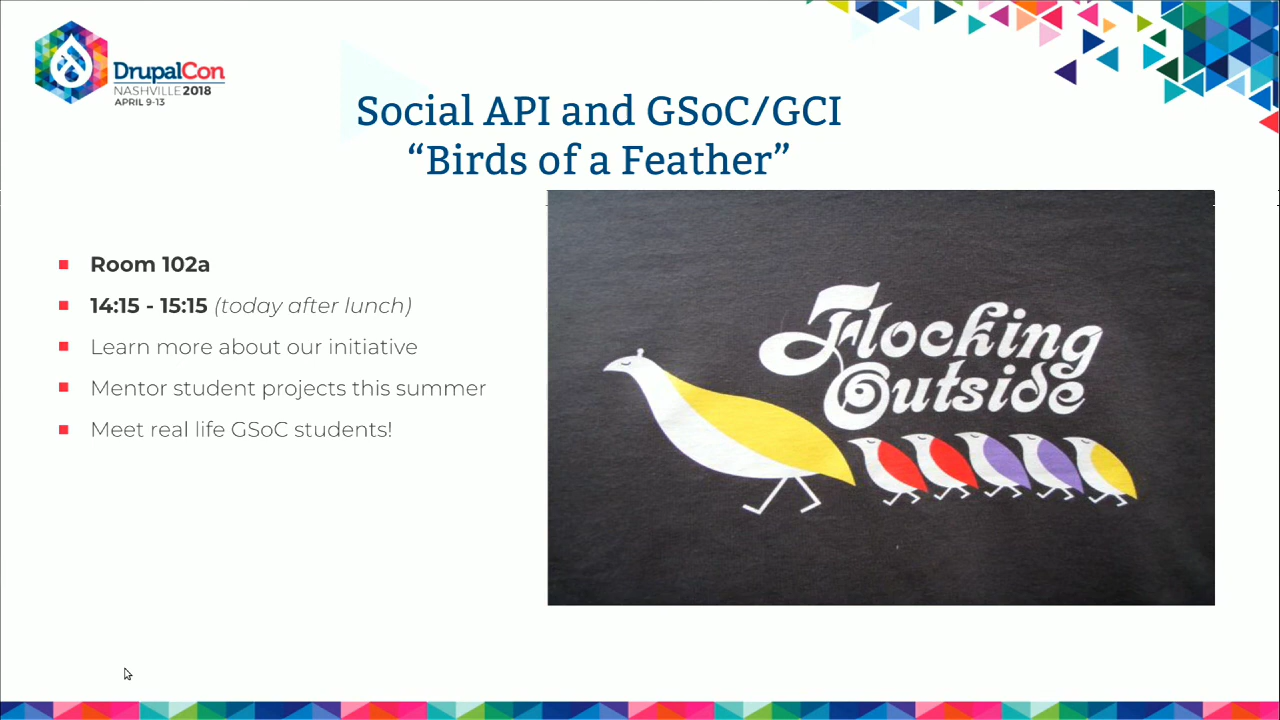 DrupalCon
NASHVILLE 2018
APRIL 9-13
Social API and GSoC/GCI
“Birds of a Feather”
Room 102a
14:15 - 15:15 (today after lunch)
Learn more about our initiative
Mentor student projects this summer
Meet real life GSoC students!
Flocking
Outside